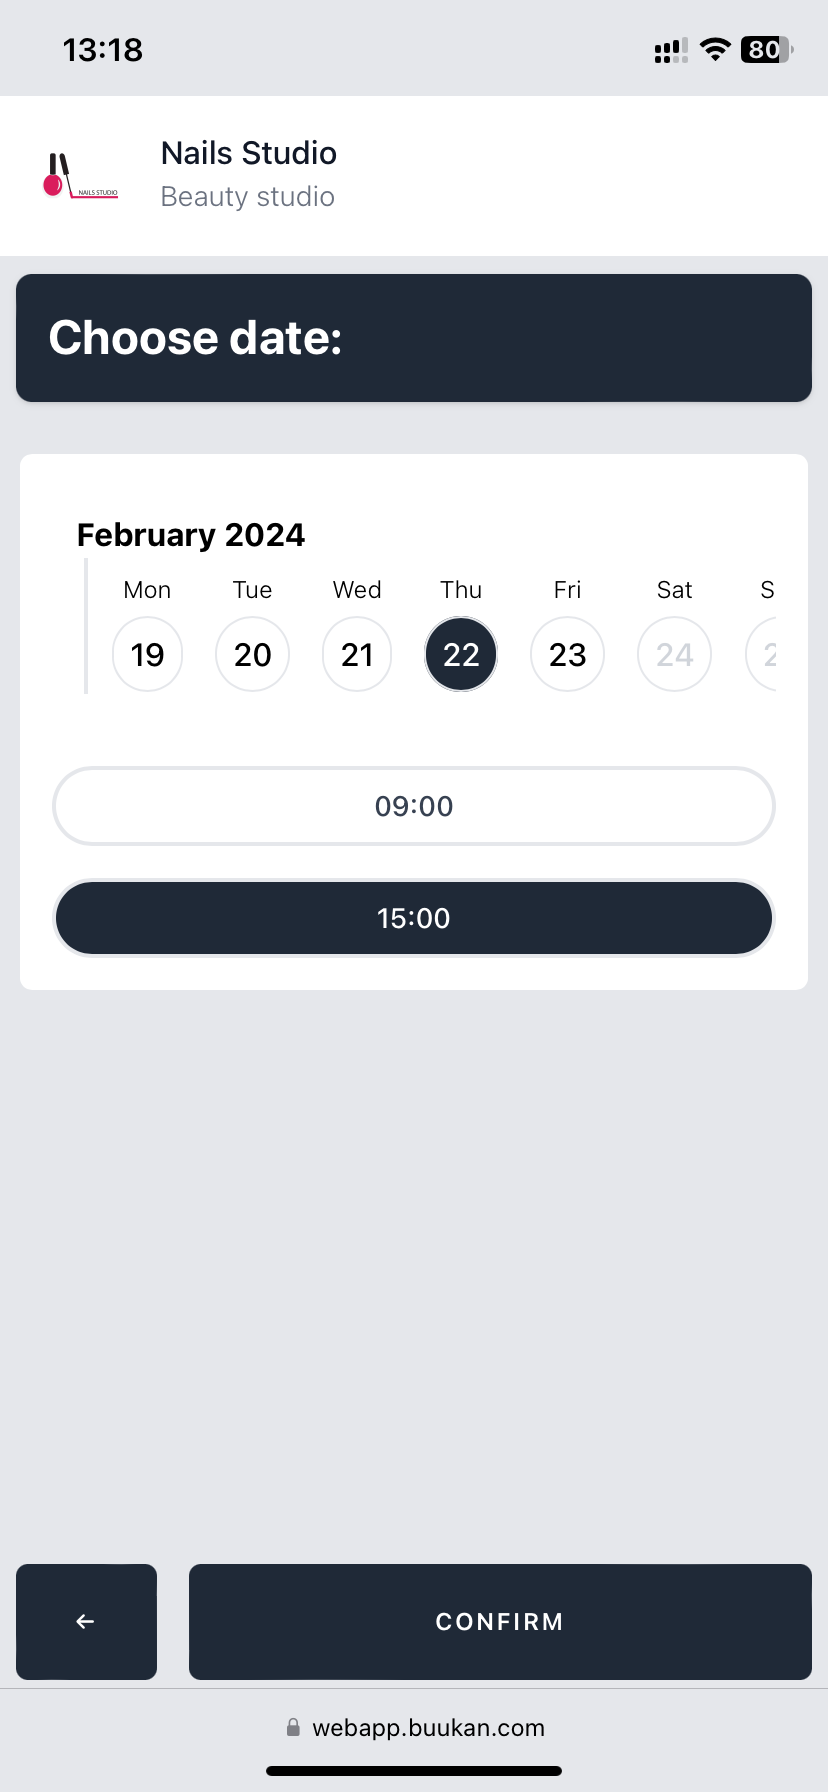 13:18
80
NAILS STUDIO
Nails Studio
Beauty studio
Choose date:
February 2024
Mon Tue Wed Thu Fri Sat S
19 20 21 22 23 24 2
09:00
15:00
CONFIRM
webapp.buukan.com